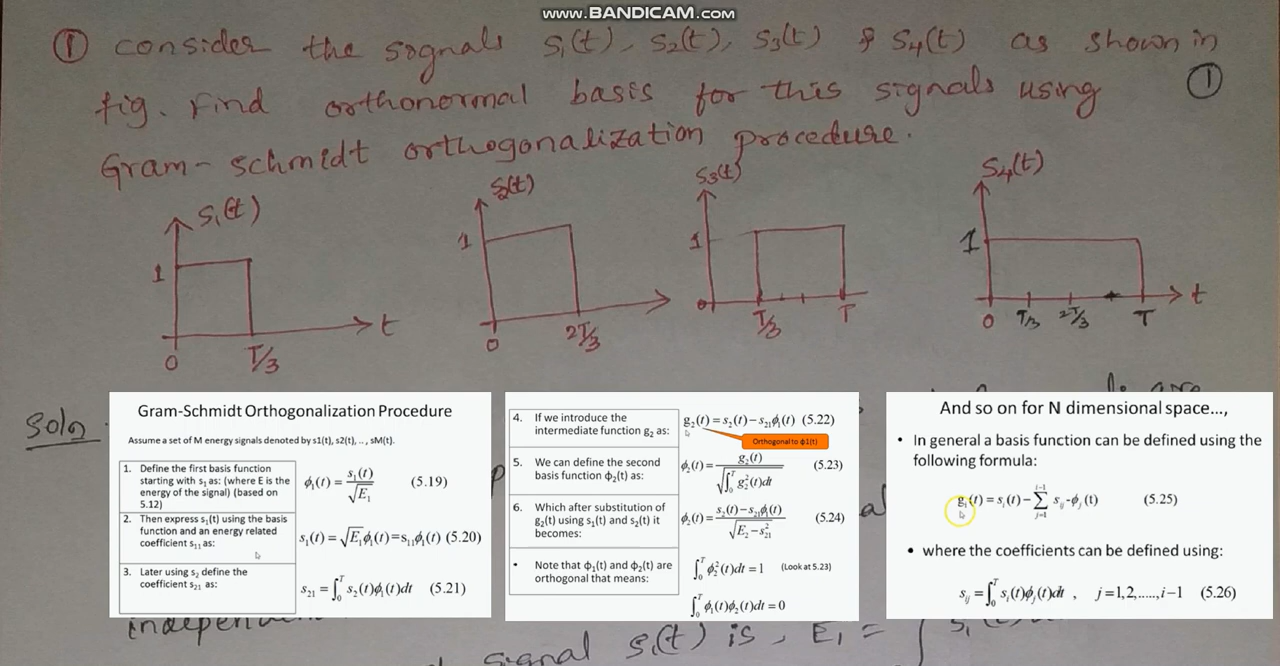 www.BANDICAM.com
① consider the signals s₁(t), s₂(t), s₃(t) & s₄(t) as shown in
fig. Find orthonormal basis for this signals using ①
Gram-schmidt orthogonalization procedure.
s₁(t)
1
0
T/3
t
s₂(t)
1
0
2T/3
s₃(t)
1
0
T/3
T
s₄(t)
1
0
T/3
2T/3
T
t
Soln
Gram-Schmidt Orthogonalization Procedure
Assume a set of M energy signals denoted by s1(t), s2(t), .. , sM(t).
1. Define the first basis function
starting with s₁ as: (where E is the
energy of the signal) (based on
5.12)
ϕ₁(t) = s₁(t)/√E₁ (5.19)
2. Then express s₁(t) using the basis
function and an energy related
coefficient s₁₁ as:
s₁(t) = √E₁ϕ₁(t) = s₁₁ϕ₁(t) (5.20)
3. Later using s₂ define the
coefficient s₂₁ as:
s₂₁ = ∫₀ᵀ s₂(t)ϕ₁(t)dt (5.21)
4. If we introduce the
intermediate function g₂ as:
g₂(t) = s₂(t) − s₂₁ϕ₁(t) (5.22)
Orthogonal to ϕ1(t)
5. We can define the second
basis function ϕ₂(t) as:
ϕ₂(t) = g₂(t)/√∫₀ᵀ g₂²(t)dt (5.23)
6. Which after substitution of
g₂(t) using s₁(t) and s₂(t) it
becomes:
ϕ₂(t) = s₂(t) − s₂₁ϕ₁(t)/√E₂ − s₂₁² (5.24)
• Note that ϕ₁(t) and ϕ₂(t) are
orthogonal that means:
∫₀ᵀ ϕ₂²(t)dt = 1 (Look at 5.23)
∫₀ᵀ ϕ₁(t)ϕ₂(t)dt = 0
And so on for N dimensional space...,
• In general a basis function can be defined using the
following formula:
gᵢ(t) = sᵢ(t) − ∑ⱼ₌₁ⁱ⁻¹ sᵢⱼ-ϕⱼ(t) (5.25)
• where the coefficients can be defined using:
sᵢⱼ = ∫₀ᵀ sᵢ(t)ϕⱼ(t)dt , j=1,2,.....,i−1 (5.26)
signal s₁(t) is, E₁ = ∫